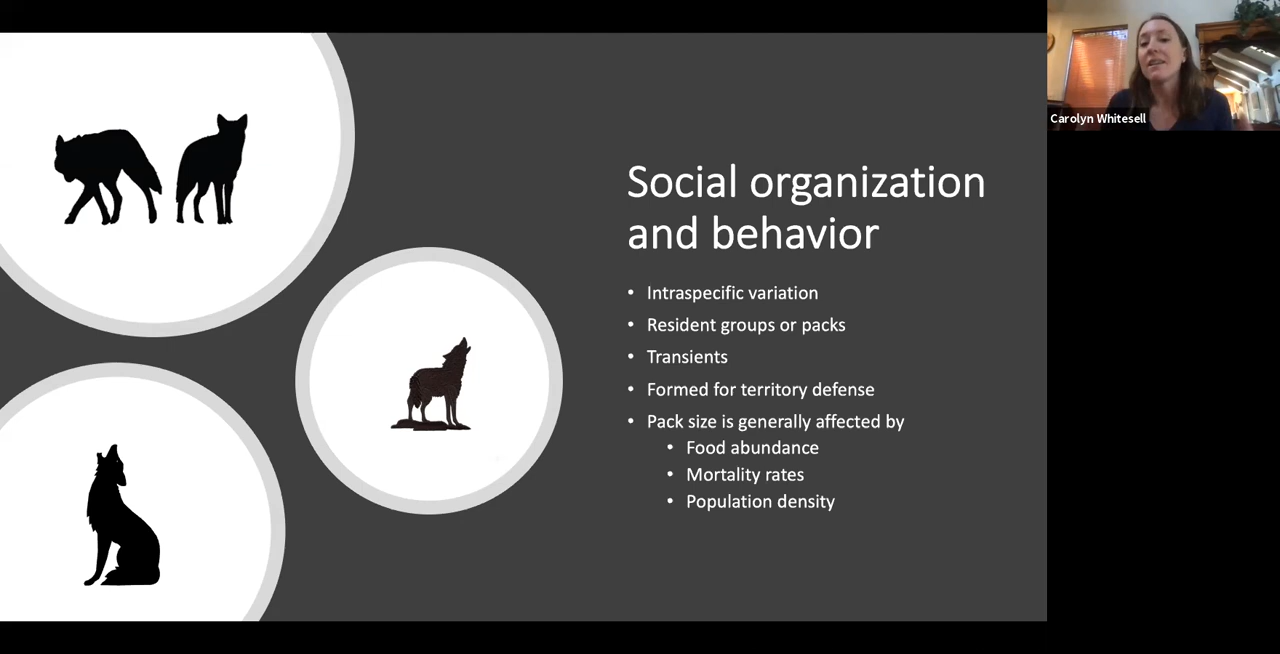 Carolyn Whitesell
Social organization
and behavior
• Intraspecific variation
• Resident groups or packs
• Transients
• Formed for territory defense
• Pack size is generally affected by
• Food abundance
• Mortality rates
• Population density